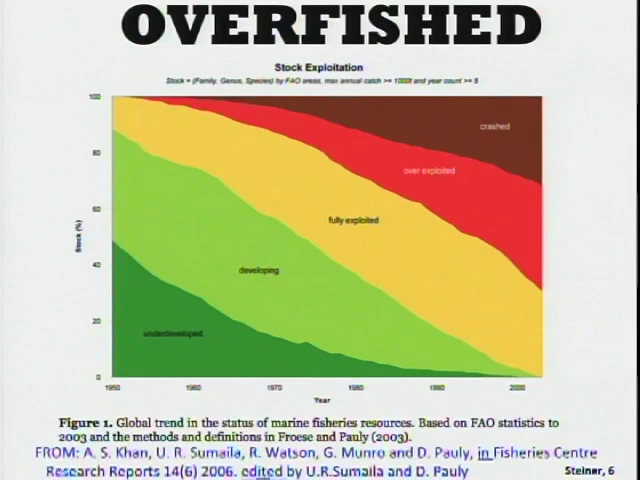 OVERFISHED
Stock Exploitation
Stock = (Family, Genus, Species) by FAO areas, max annual catch >= 1000t and year count >= 5
100
crashed
80
over exploited
60
fully exploited
Stock (%)
40
developing
20
underdeveloped
0
1950 1960 1970 1980 1990 2000
Year
Figure 1. Global trend in the status of marine fisheries resources. Based on FAO statistics to
2003 and the methods and definitions in Froese and Pauly (2003).
FROM: A. S. Khan, U. R. Sumaila, R. Watson, G. Munro and D. Pauly, in Fisheries Centre
Research Reports 14(6) 2006. edited by U.R.Sumaila and D. Pauly
Steiner, 6